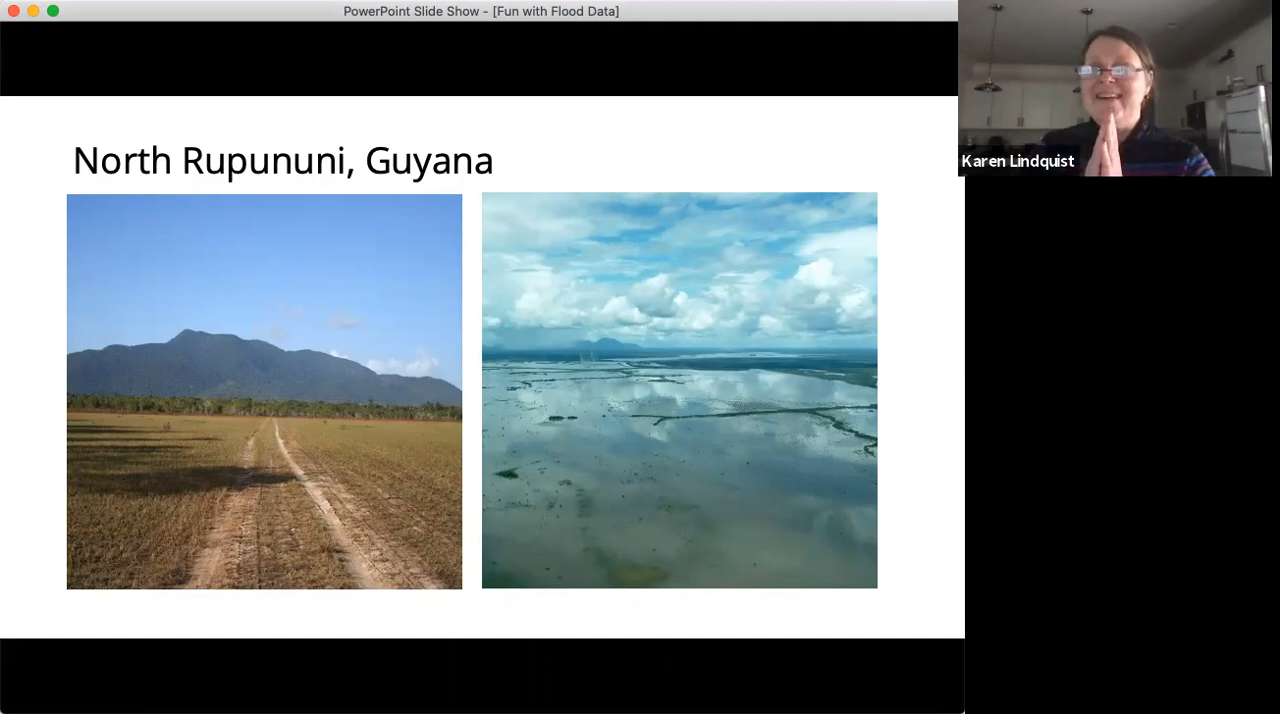 PowerPoint Slide Show - [Fun with Flood Data]
North Rupununi, Guyana
Karen Lindquist